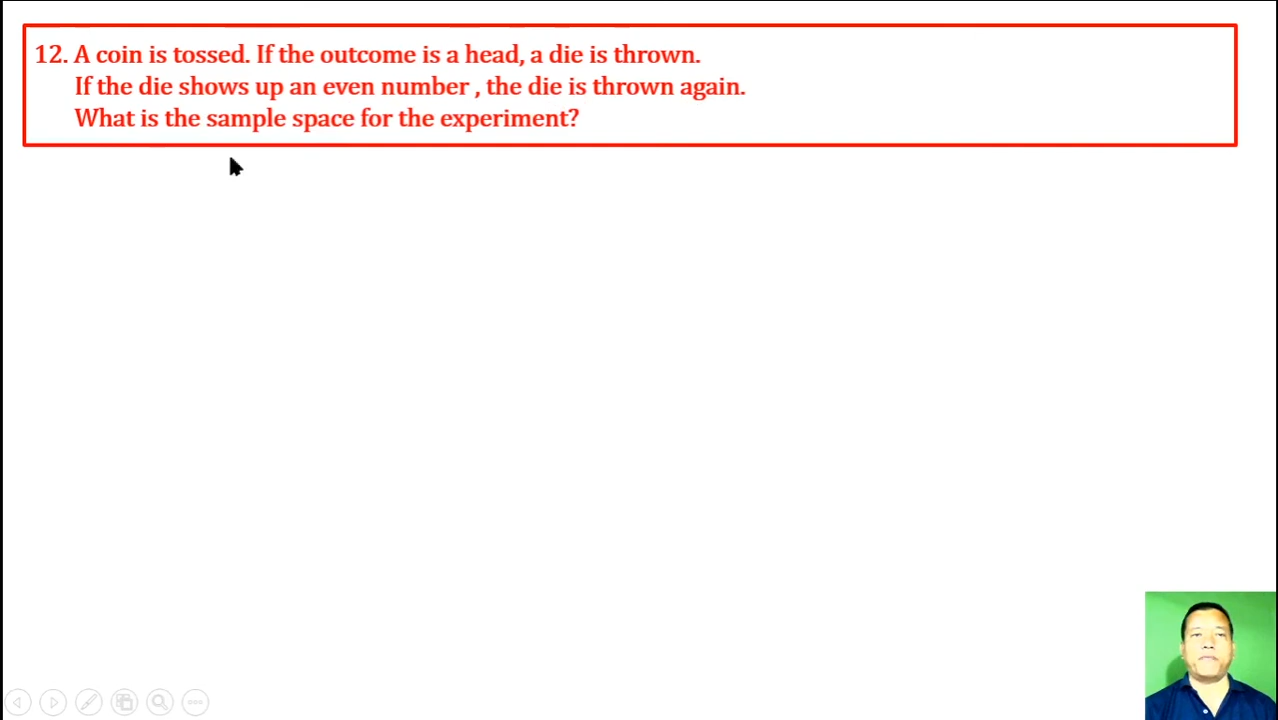 12. A coin is tossed. If the outcome is a head, a die is thrown.
If the die shows up an even number , the die is thrown again.
What is the sample space for the experiment?